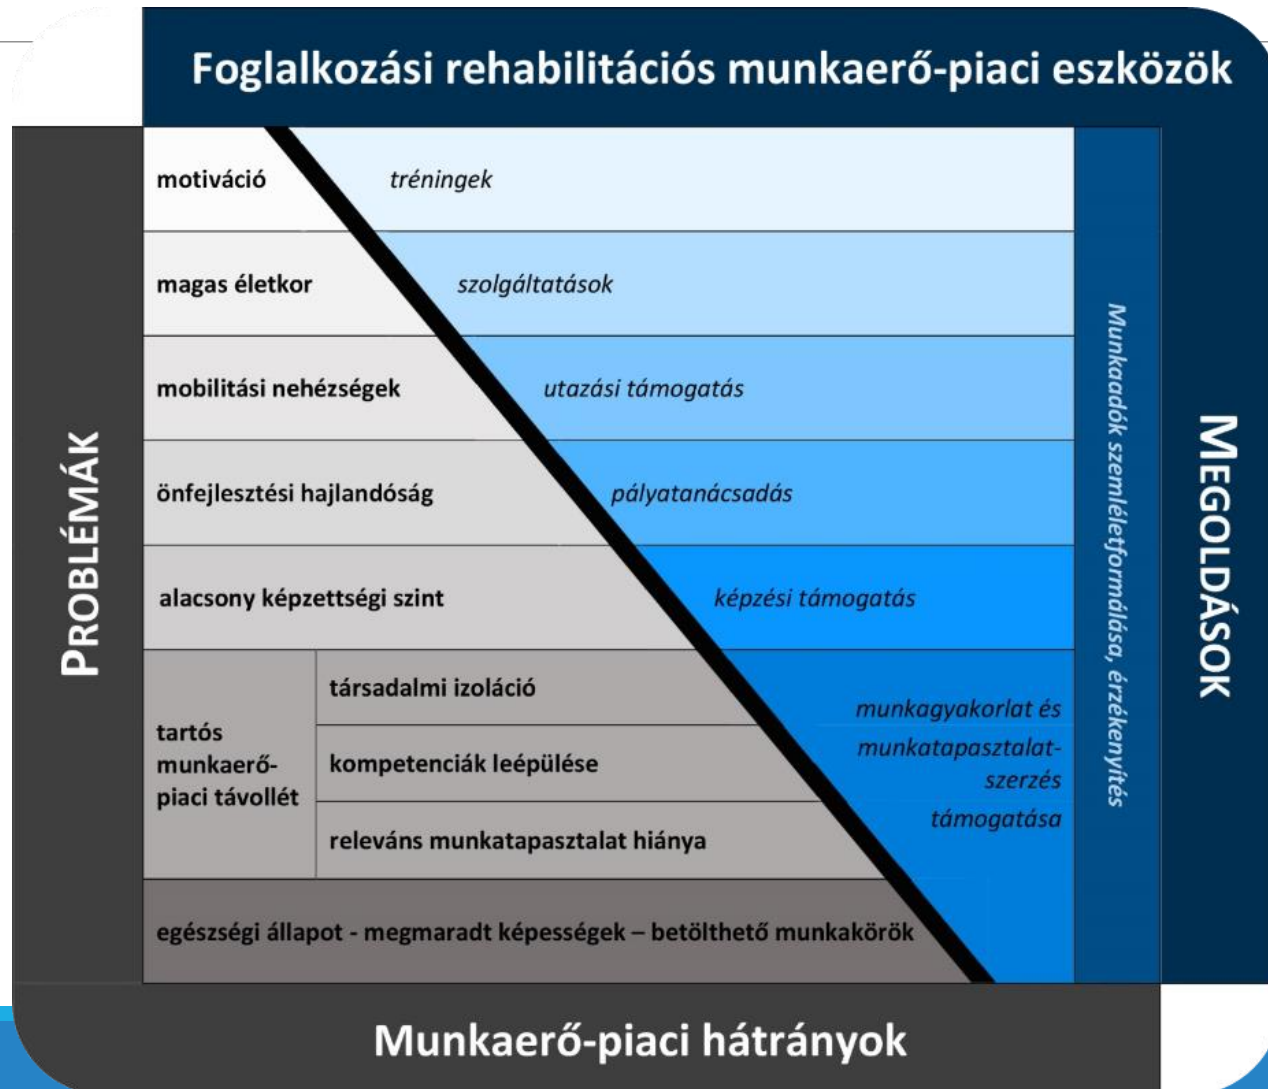 Foglalkozási rehabilitációs munkaerő-piaci eszközök
PROBLÉMÁK
motiváció
tréningek
magas életkor
szolgáltatások
mobilitási nehézségek
utazási támogatás
önfejlesztési hajlandóság
pályatanácsadás
alacsony képzettségi szint
képzési támogatás
tartós
munkaerő-
piaci távollét
társadalmi izoláció
kompetenciák leépülése
releváns munkatapasztalat hiánya
munkagyakorlat és
munkatapasztalat-
szerzés
támogatása
egészségi állapot - megmaradt képességek – betölthető munkakörök
Munkaadók szemléletformálása, érzékenyítés
MEGOLDÁSOK
Munkaerő-piaci hátrányok